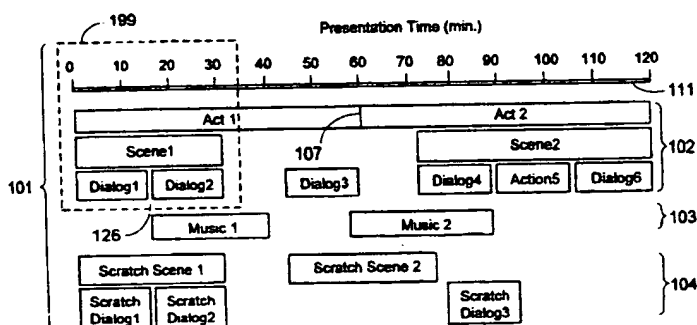 199
Presentation Time (min.)
0 10 20 30 40 50 60 70 80 90 100 110 120
111
Act 1 Act 2
107
102
Scene1 Scene2
101
Dialog1 Dialog2 Dialog3 Dialog4 Action5 Dialog6
126
Music 1 Music 2
103
Scratch Scene 1 Scratch Scene 2
104
Scratch Dialog1 Scratch Dialog2 Scratch Dialog3